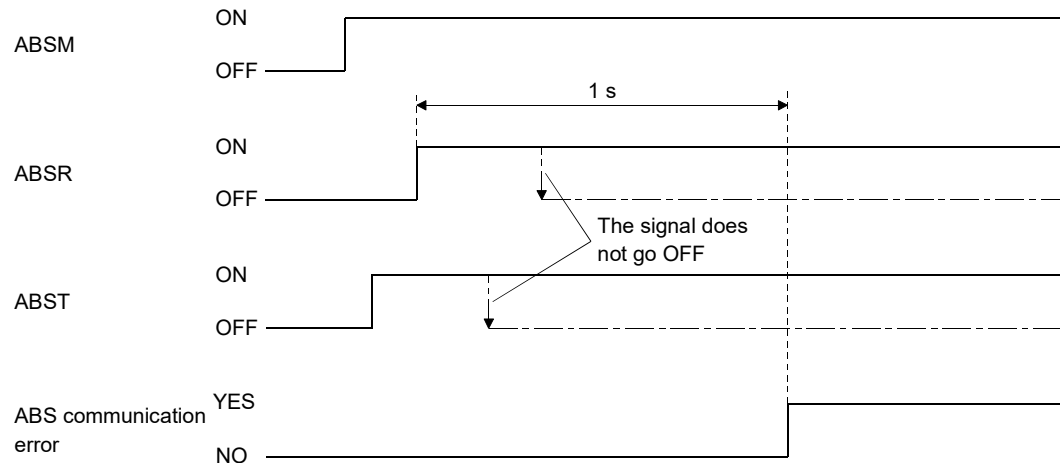 ON
ABSM
OFF
1 s
ON
ABSR
OFF
The signal does
not go OFF
ON
ABST
OFF
YES
ABS communication
error
NO